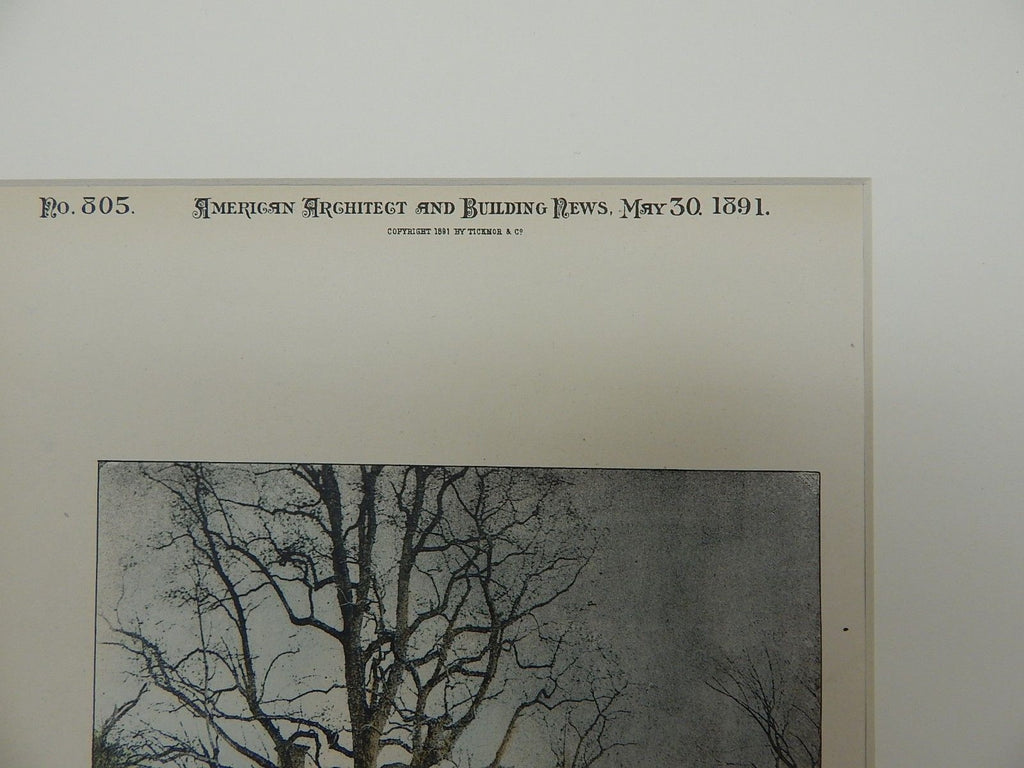 No. 805. American Architect and Building News, May 30. 1891.
COPYRIGHT 1891 BY TICKNOR & Co